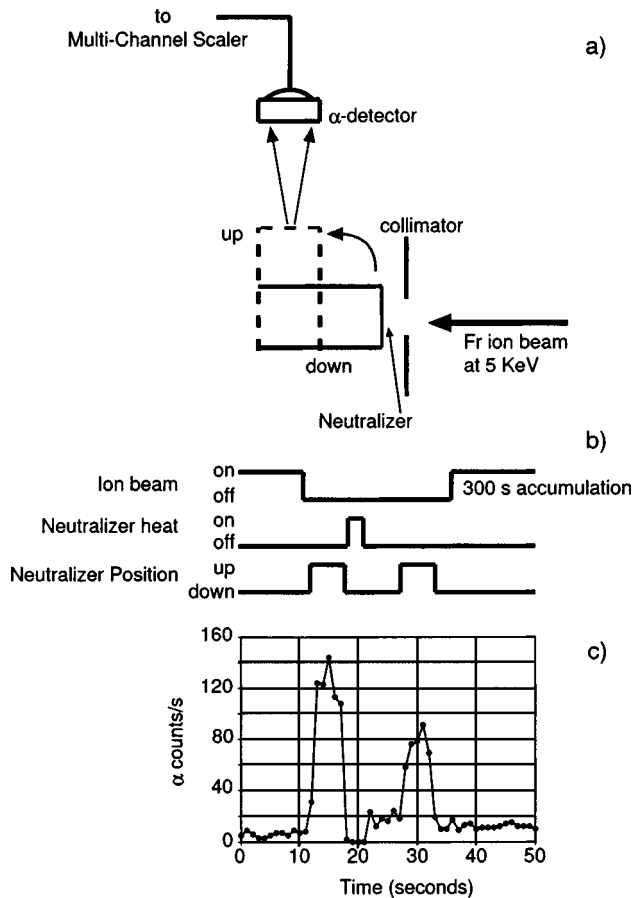 to
Multi-Channel Scaler
a)
α-detector
up
collimator
Fr ion beam
at 5 KeV
down
Neutralizer
b)
Ion beam
on
off
300 s accumulation
Neutralizer heat
on
off
Neutralizer Position
up
down
c)
160
120
80
40
0
α counts/s
0 10 20 30 40 50
Time (seconds)